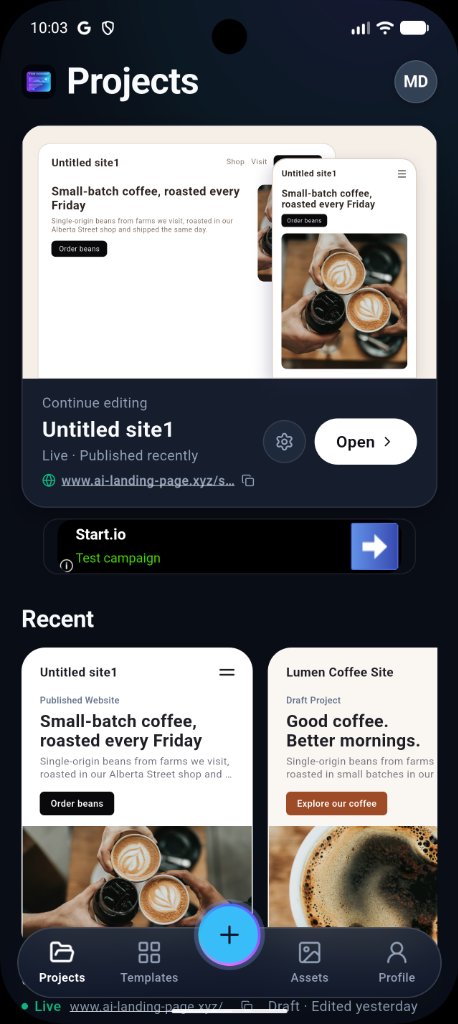 10:03
Projects
MD
Untitled site1
Shop Visit
Small-batch coffee, roasted every
Friday
Single-origin beans from farms we visit, roasted in our
Alberta Street shop and shipped the same day.
Order beans
Untitled site1
Small-batch coffee,
roasted every Friday
Order beans
Continue editing
Untitled site1
Live · Published recently
www.ai-landing-page.xyz/s...
Open
Start.io
Test campaign
Recent
Untitled site1
Published Website
Small-batch coffee,
roasted every Friday
Single-origin beans from farms we visit,
roasted in our Alberta Street shop and ...
Order beans
Lumen Coffee Site
Draft Project
Good coffee.
Better mornings.
Single-origin beans from farms
roasted in small batches in our
Explore our coffee
Projects
Templates
Assets
Profile
Live www.ai-landing-page.xyz/
Draft · Edited yesterday